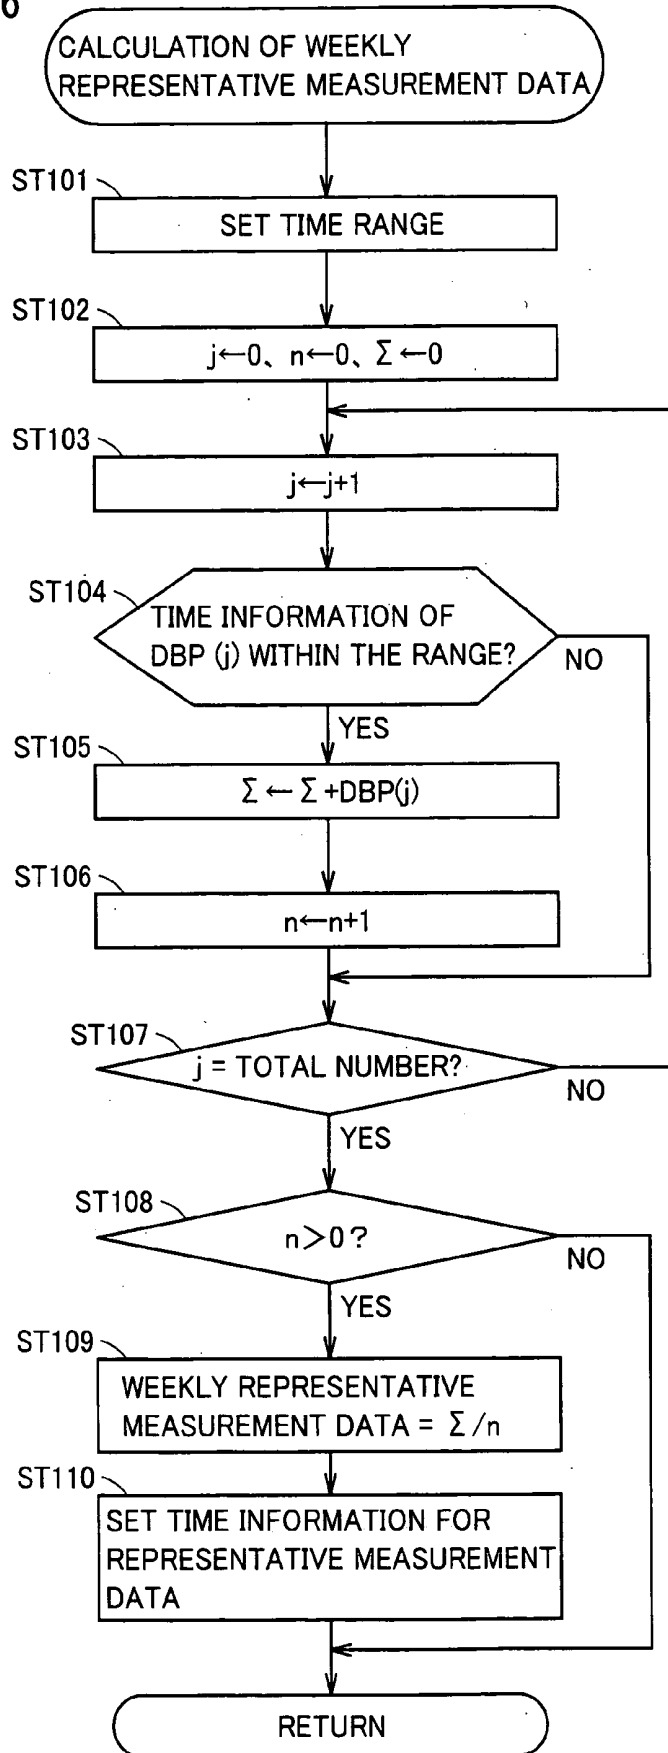 6
CALCULATION OF WEEKLY
REPRESENTATIVE MEASUREMENT DATA
ST101
SET TIME RANGE
ST102
j←0、n←0、Σ←0
ST103
j←j+1
ST104
TIME INFORMATION OF
DBP (j) WITHIN THE RANGE?
NO
YES
ST105
Σ←Σ+DBP(j)
ST106
n←n+1
ST107
j = TOTAL NUMBER?
NO
YES
ST108
n>0?
NO
YES
ST109
WEEKLY REPRESENTATIVE
MEASUREMENT DATA = Σ/n
ST110
SET TIME INFORMATION FOR
REPRESENTATIVE MEASUREMENT
DATA
RETURN